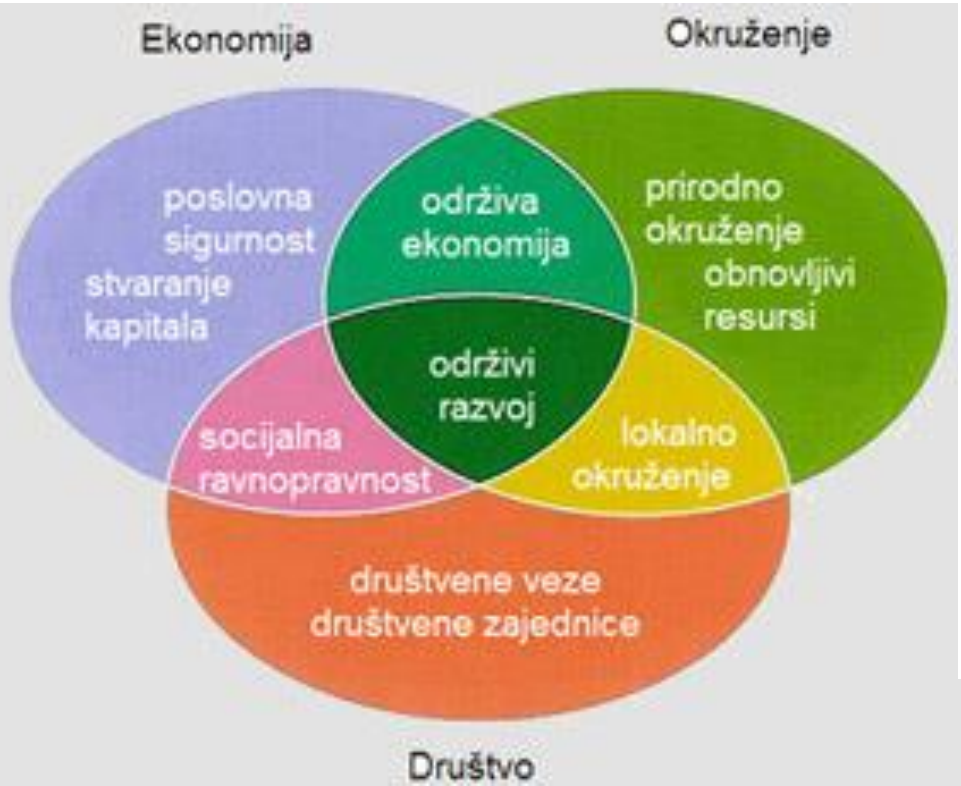 Ekonomija
Okruženje
poslovna
sigurnost
stvaranje
kapitala
održiva
ekonomija
prirodno
okruženje
obnovljivi
resursi
održivi
razvoj
socijalna
ravnopravnost
lokalno
okruženje
društvene veze
društvene zajednice
Društvo